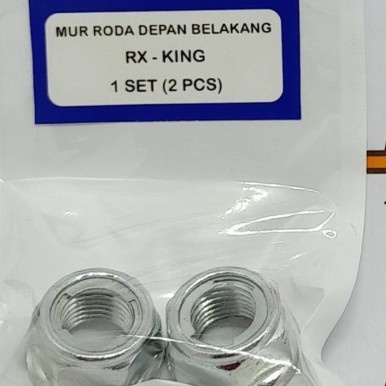 MUR RODA DEPAN BELAKANG
RX - KING
1 SET (2 PCS)